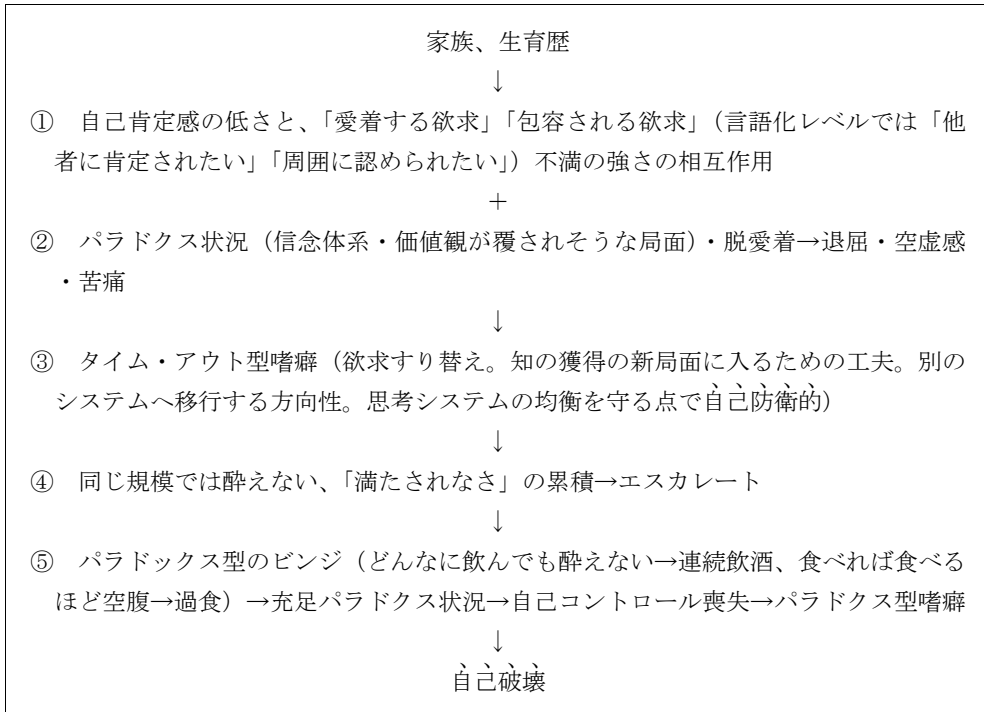 家族、生育歴
↓
① 自己肯定感の低さと、「愛着する欲求」「包容される欲求」（言語化レベルでは「他
者に肯定されたい」「周囲に認められたい」）不満の強さの相互作用
＋
② パラドクス状況（信念体系・価値観が覆されそうな局面）・脱愛着→退屈・空虚感
・苦痛
↓
③ タイム・アウト型嗜癖（欲求すり替え。知の獲得の新局面に入るための工夫。別の
システムへ移行する方向性。思考システムの均衡を守る点で自己防衛的）
↓
④ 同じ規模では酔えない、「満たされなさ」の累積→エスカレート
↓
⑤ パラドックス型のビンジ（どんなに飲んでも酔えない→連続飲酒、食べれば食べる
ほど空腹→過食）→充足パラドクス状況→自己コントロール喪失→パラドクス型嗜癖
↓
自己破壊